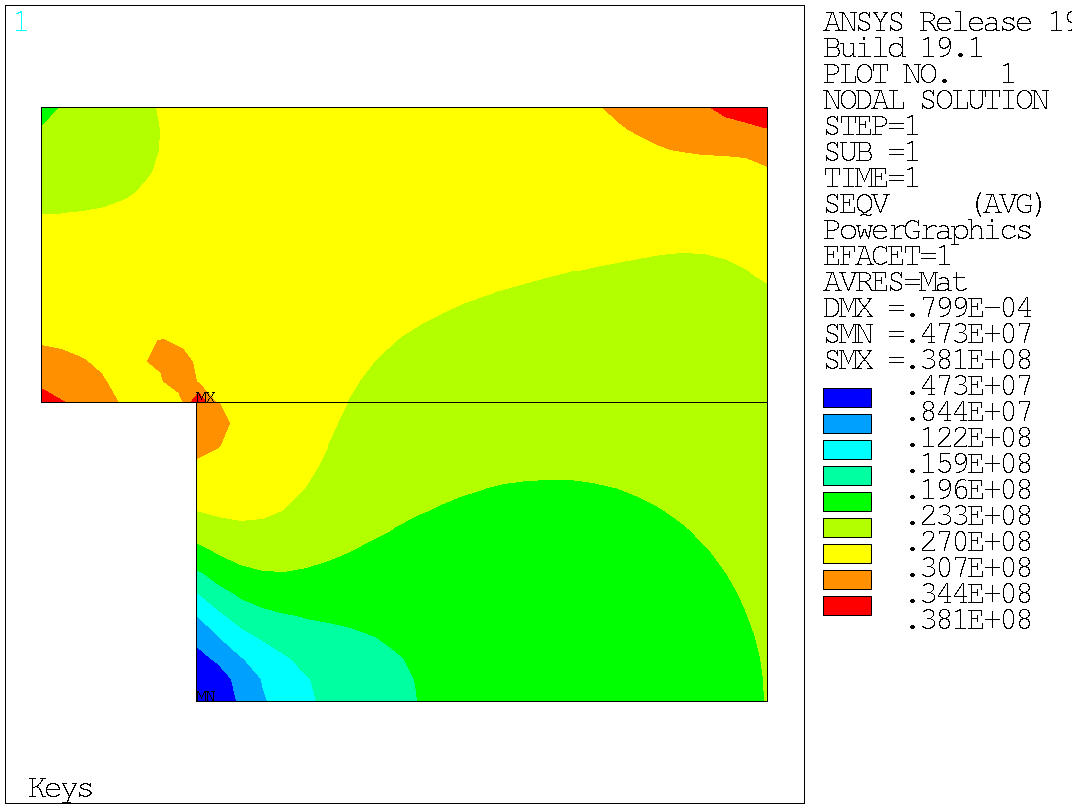 1
ANSYS Release 19
Build 19.1
PLOT NO. 1
NODAL SOLUTION
STEP=1
SUB =1
TIME=1
SEQV (AVG)
PowerGraphics
EFACET=1
AVRES=Mat
DMX =.799E-04
SMN =.473E+07
SMX =.381E+08
.473E+07
.844E+07
.122E+08
.159E+08
.196E+08
.233E+08
.270E+08
.307E+08
.344E+08
.381E+08
MX
MN
Keys